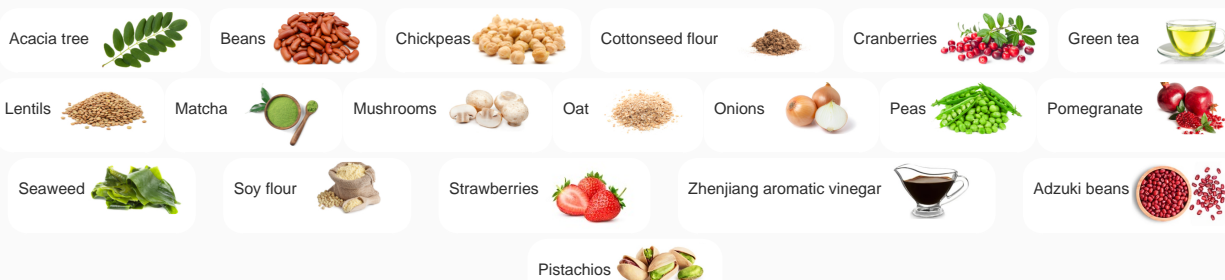 Acacia tree
Beans
Chickpeas
Cottonseed flour
Cranberries
Green tea
Lentils
Matcha
Mushrooms
Oat
Onions
Peas
Pomegranate
Seaweed
Soy flour
Strawberries
Zhenjiang aromatic vinegar
Adzuki beans
Pistachios